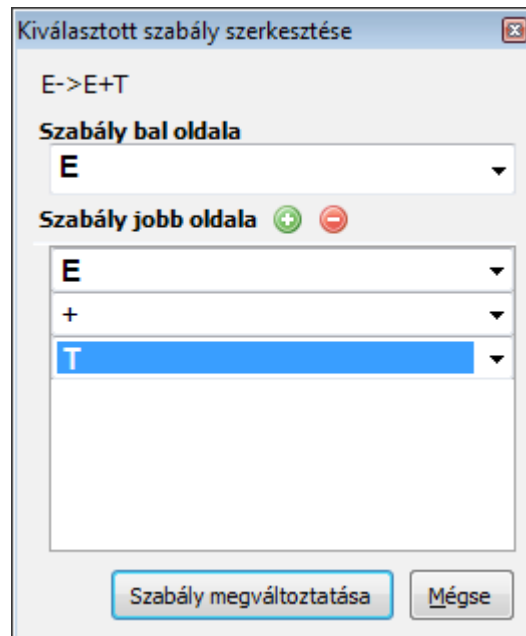 Kiválasztott szabály szerkesztése
E->E+T
Szabály bal oldala
E
Szabály jobb oldala
E
+
T
Szabály megváltoztatása Mégse